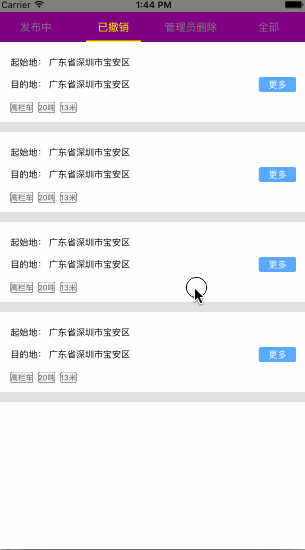 Carrier 1:44 PM
发布中 已撤销 管理员删除 全部
起始地: 广东省深圳市宝安区
目的地: 广东省深圳市宝安区 更多
高栏车 20吨 13米
起始地: 广东省深圳市宝安区
目的地: 广东省深圳市宝安区 更多
高栏车 20吨 13米
起始地: 广东省深圳市宝安区
目的地: 广东省深圳市宝安区 更多
高栏车 20吨 13米
起始地: 广东省深圳市宝安区
目的地: 广东省深圳市宝安区 更多
高栏车 20吨 13米